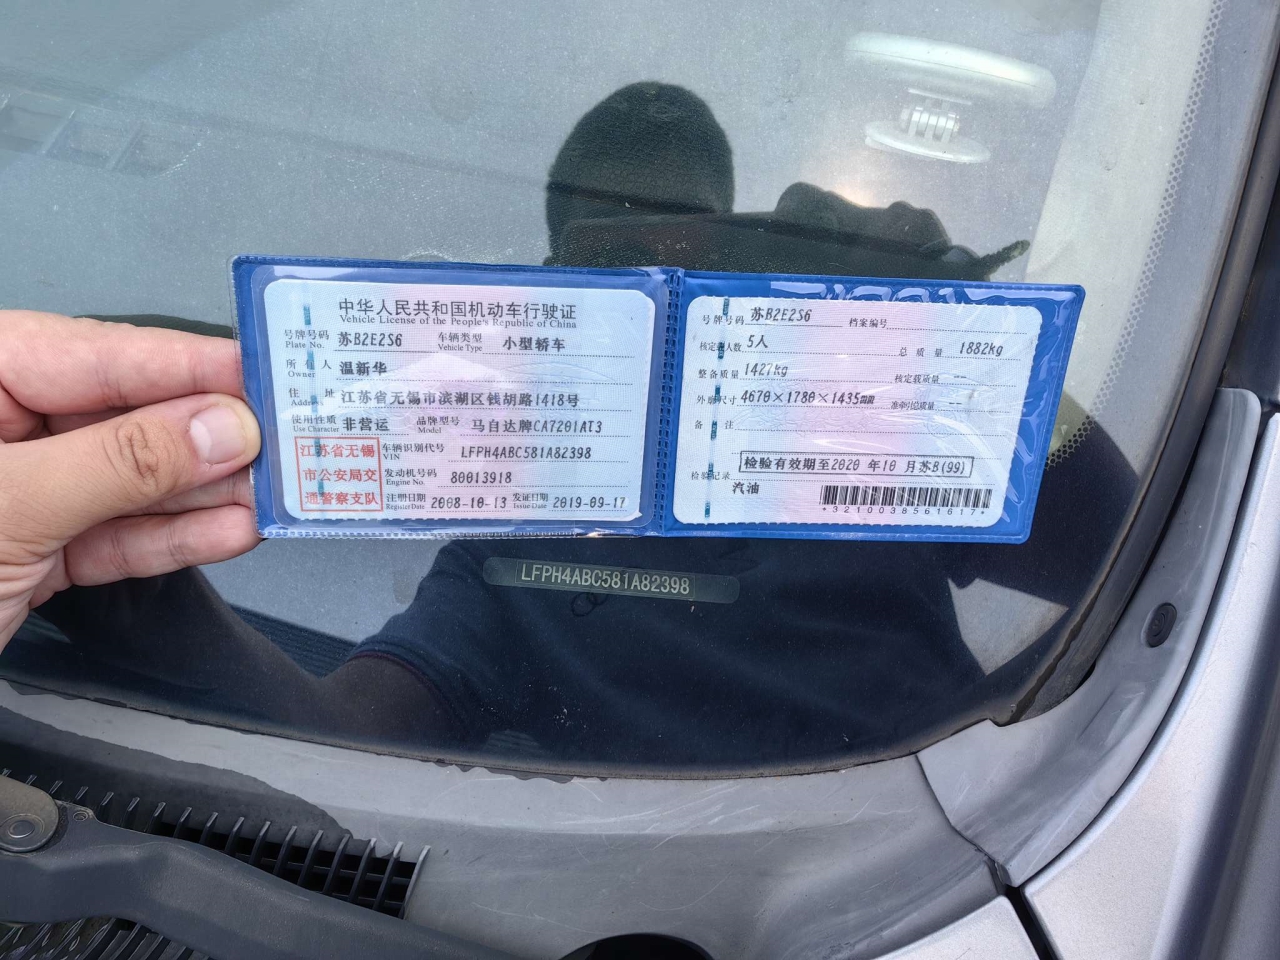 中华人民共和国机动车行驶证
Vehicle License of the People's Republic of China
号牌号码 苏B2E2S6 车辆类型 小型轿车
Plate No. Vehicle Type
所有人 温新华
Owner
住址 江苏省无锡市滨湖区钱胡路1418号
Address
使用性质 非营运 品牌型号 马自达牌CA7201AT3
Use Character Model
江苏省无锡
市公安局交
通警察支队
车辆识别代号 LFPH4ABC581A82398
VIN
发动机号码 80013918
Engine No.
注册日期 2008-10-13 发证日期 2019-09-17
Register Date Issue Date
号牌号码 苏B2E2S6 档案编号
核定载人数 5人 总质量 1882kg
整备质量 1427kg 核定载质量 --
外廓尺寸 4670×1780×1435mm 准牵引总质量 --
备注
检验有效期至2020 年10 月苏B(99)
检验记录
汽油
*3210038561617*
LFPH4ABC581A82398